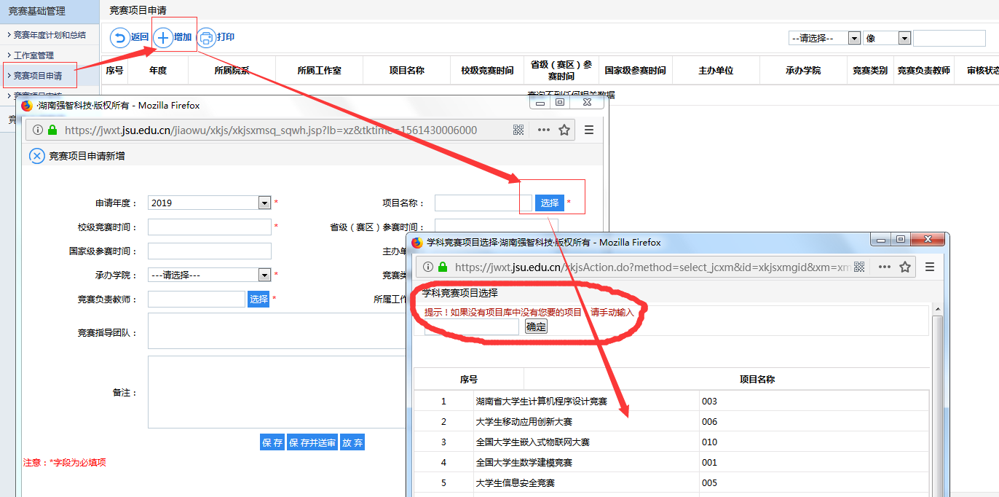 竞赛基础管理
竞赛年度计划和总结
工作室管理
竞赛项目申请
竞赛项目审核
竞赛项目申请
返回 增加 打印
--请选择-- 像
序号 年度 所属院系 所属工作室 项目名称 校级竞赛时间 省级（赛区）参赛时间 国家级参赛时间 主办单位 承办学院 竞赛类别 竞赛负责教师 审核状态
查询不到任何相关数据
·湖南强智科技·版权所有 - Mozilla Firefox
https://jwxt.jsu.edu.cn/jiaowu/xkjs/xkjsxmsq_sqwh.jsp?lb=xz&tktime=1561430006000
竞赛项目申请新增
申请年度： 2019 * 项目名称： 选择 *
校级竞赛时间： * 省级（赛区）参赛时间：
国家级参赛时间： 主办单
承办学院： ---请选择--- * 竞赛类
竞赛负责教师： 选择 * 所属工作
竞赛指导团队：
备注：
保 存 保 存并送审 放 弃
注意：*字段为必填项
学科竞赛项目选择·湖南强智科技·版权所有 - Mozilla Firefox
https://jwxt.jsu.edu.cn/xkjsAction.do?method=select_jcxm&id=xkjsxmgid&xm=xm
学科竞赛项目选择
提示！如果没有项目库中没有您要的项目 请手动输入
确定
序号 项目名称
1 湖南省大学生计算机程序设计竞赛 003
2 大学生移动应用创新大赛 006
3 全国大学生嵌入式物联网大赛 010
4 全国大学生数学建模竞赛 001
5 大学生信息安全竞赛 005